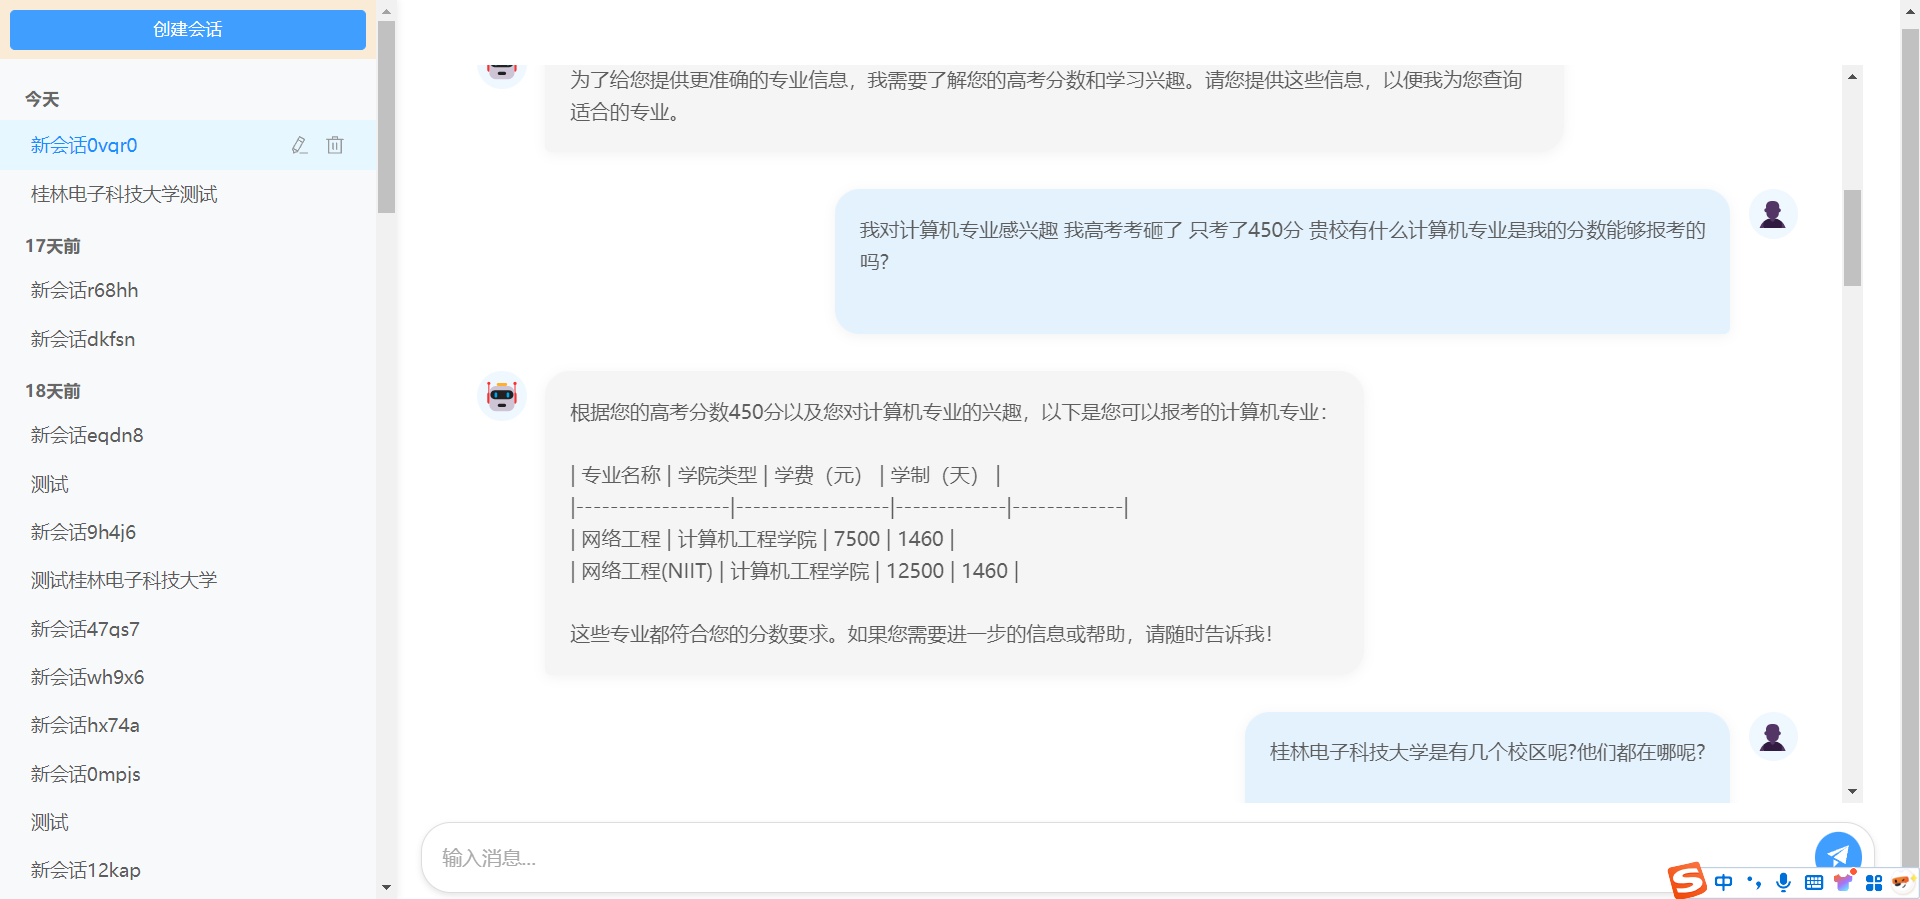 创建会话
今天
新会话0vqr0
桂林电子科技大学测试
17天前
新会话r68hh
新会话dkfsn
18天前
新会话eqdn8
测试
新会话9h4j6
测试桂林电子科技大学
新会话47qs7
新会话wh9x6
新会话hx74a
新会话0mpjs
测试
新会话12kap
为了给您提供更准确的专业信息，我需要了解您的高考分数和学习兴趣。请您提供这些信息，以便我为您查询
适合的专业。
我对计算机专业感兴趣 我高考考砸了 只考了450分 贵校有什么计算机专业是我的分数能够报考的
吗?
根据您的高考分数450分以及您对计算机专业的兴趣，以下是您可以报考的计算机专业：
| 专业名称 | 学院类型 | 学费（元） | 学制（天） |
|------------------|------------------|-------------|-------------|
| 网络工程 | 计算机工程学院 | 7500 | 1460 |
| 网络工程(NIIT) | 计算机工程学院 | 12500 | 1460 |
这些专业都符合您的分数要求。如果您需要进一步的信息或帮助，请随时告诉我！
桂林电子科技大学是有几个校区呢?他们都在哪呢?
输入消息...
中